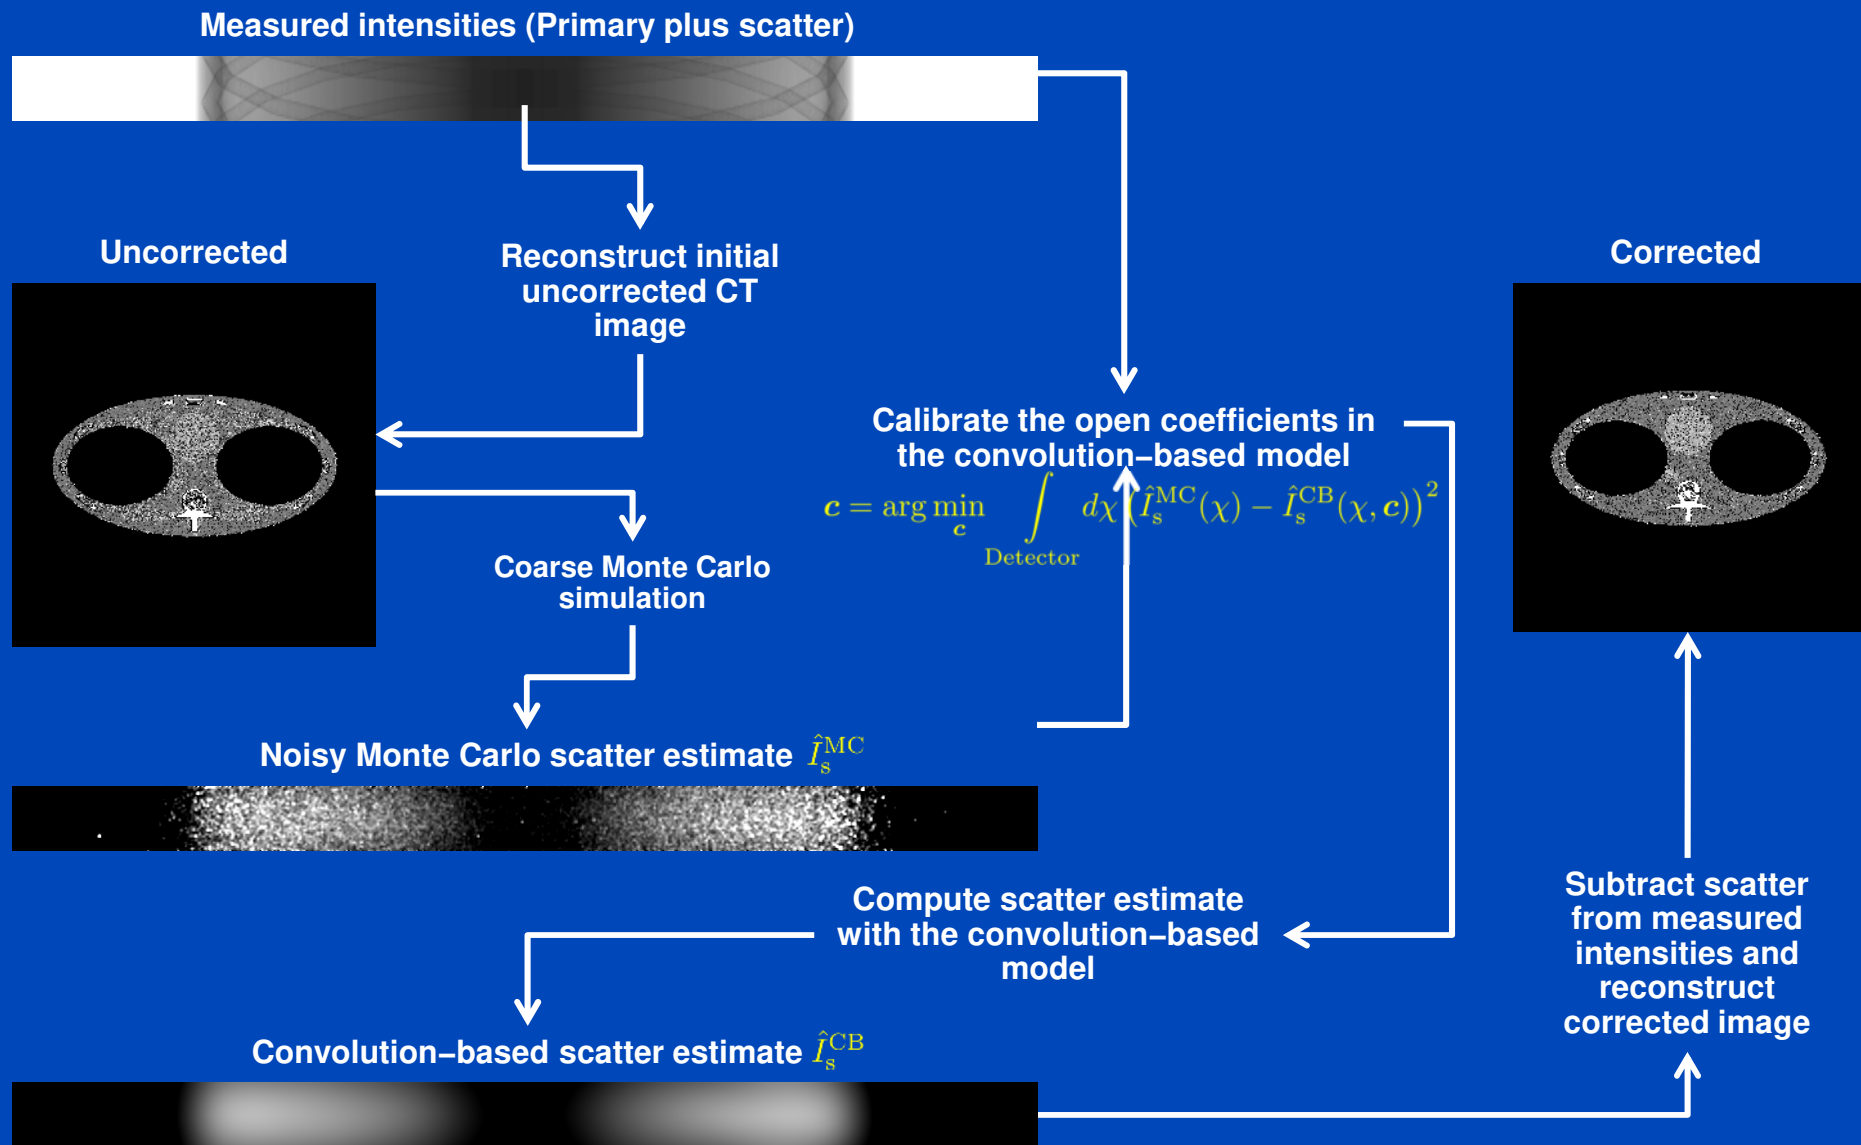 Measured intensities (Primary plus scatter)
Uncorrected
Reconstruct initial
uncorrected CT
image
Corrected
Calibrate the open coefficients in
the convolution−based model
c = arg min_c ∫_Detector dχ (Î_s^MC(χ) − Î_s^CB(χ, c))^2
Coarse Monte Carlo
simulation
Noisy Monte Carlo scatter estimate Î_s^MC
Compute scatter estimate
with the convolution−based
model
Subtract scatter
from measured
intensities and
reconstruct
corrected image
Convolution−based scatter estimate Î_s^CB